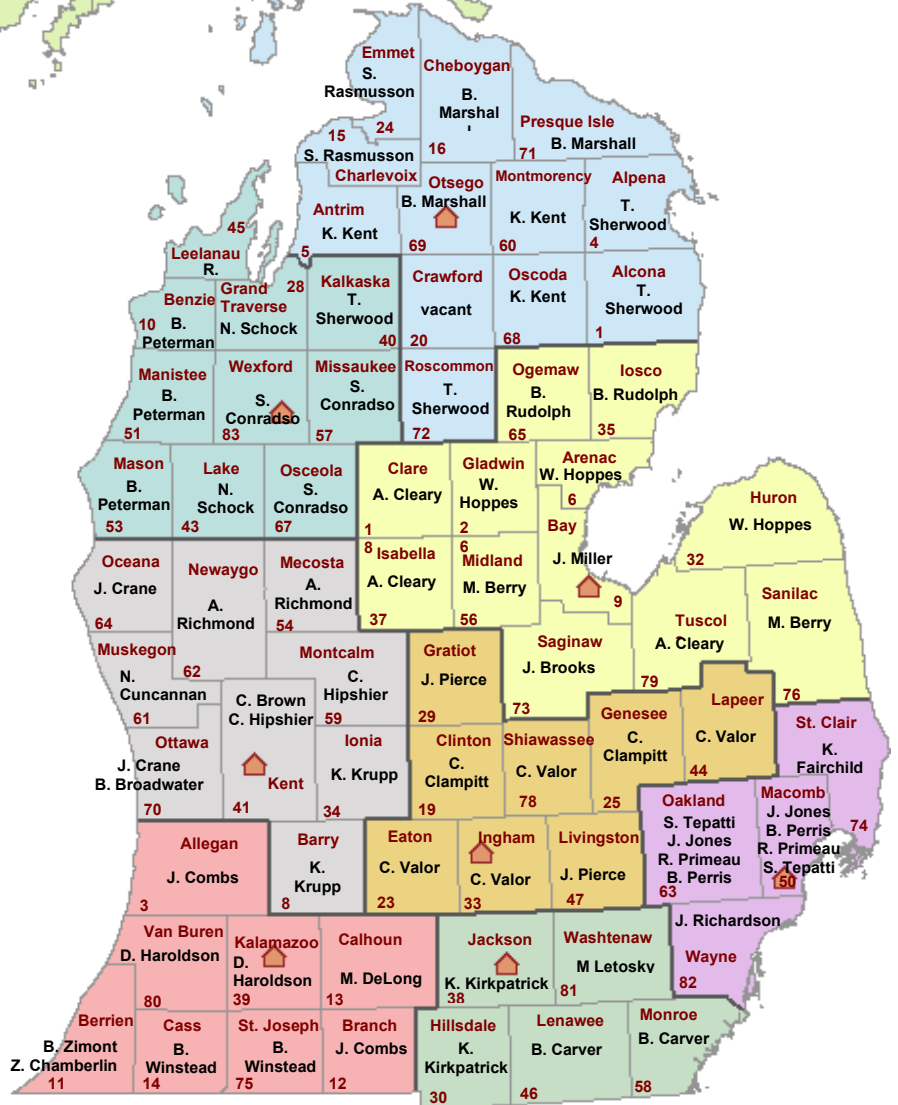 Emmet
S.
Rasmusson
24
Cheboygan
B.
Marshal
l
16
Presque Isle
B. Marshall
71
15
S. Rasmusson
Charlevoix
Antrim
K. Kent
5
Otsego
B. Marshall
69
Montmorency
K. Kent
60
Alpena
T.
Sherwood
4
45
Leelanau
R.
Benzie
10
B.
Peterman
28
Grand
Traverse
N. Schock
Kalkaska
T.
Sherwood
40
Crawford
vacant
20
Oscoda
K. Kent
68
Alcona
T.
Sherwood
1
Manistee
B.
Peterman
51
Wexford
S.
Conradso
83
Missaukee
S.
Conradso
57
Roscommon
T.
Sherwood
72
Ogemaw
B.
Rudolph
65
Iosco
B. Rudolph
35
Mason
B.
Peterman
53
Lake
N.
Schock
43
Osceola
S.
Conradso
67
Clare
A. Cleary
1
8
Gladwin
W.
Hoppes
2
6
Arenac
W. Hoppes
6
Bay
J. Miller
9
Huron
W. Hoppes
32
Oceana
J. Crane
64
Newaygo
A.
Richmond
62
Mecosta
A.
Richmond
54
Isabella
A. Cleary
37
Midland
M. Berry
56
Tuscol
A. Cleary
79
Sanilac
M. Berry
76
Muskegon
N.
Cuncannan
61
Montcalm
C.
Hipshier
59
Gratiot
J. Pierce
29
Saginaw
J. Brooks
73
Ottawa
J. Crane
B. Broadwater
70
C. Brown
C. Hipshier
Kent
41
Ionia
K. Krupp
34
Clinton
C.
Clampitt
19
Shiawassee
C. Valor
78
Genesee
C.
Clampitt
25
Lapeer
C. Valor
44
St. Clair
K.
Fairchild
74
Allegan
J. Combs
3
Barry
K.
Krupp
8
Eaton
C. Valor
23
Ingham
C. Valor
33
Livingston
J. Pierce
47
Oakland
S. Tepatti
J. Jones
R. Primeau
B. Perris
63
Macomb
J. Jones
B. Perris
R. Primeau
S. Tepatti
50
Van Buren
D. Haroldson
80
Kalamazoo
D.
Haroldson
39
Calhoun
M. DeLong
13
Jackson
K. Kirkpatrick
38
Washtenaw
M Letosky
81
J. Richardson
Wayne
82
Berrien
B. Zimont
Z. Chamberlin
11
Cass
B.
Winstead
14
St. Joseph
B.
Winstead
75
Branch
J. Combs
12
Hillsdale
K.
Kirkpatrick
30
Lenawee
B. Carver
46
Monroe
B. Carver
58